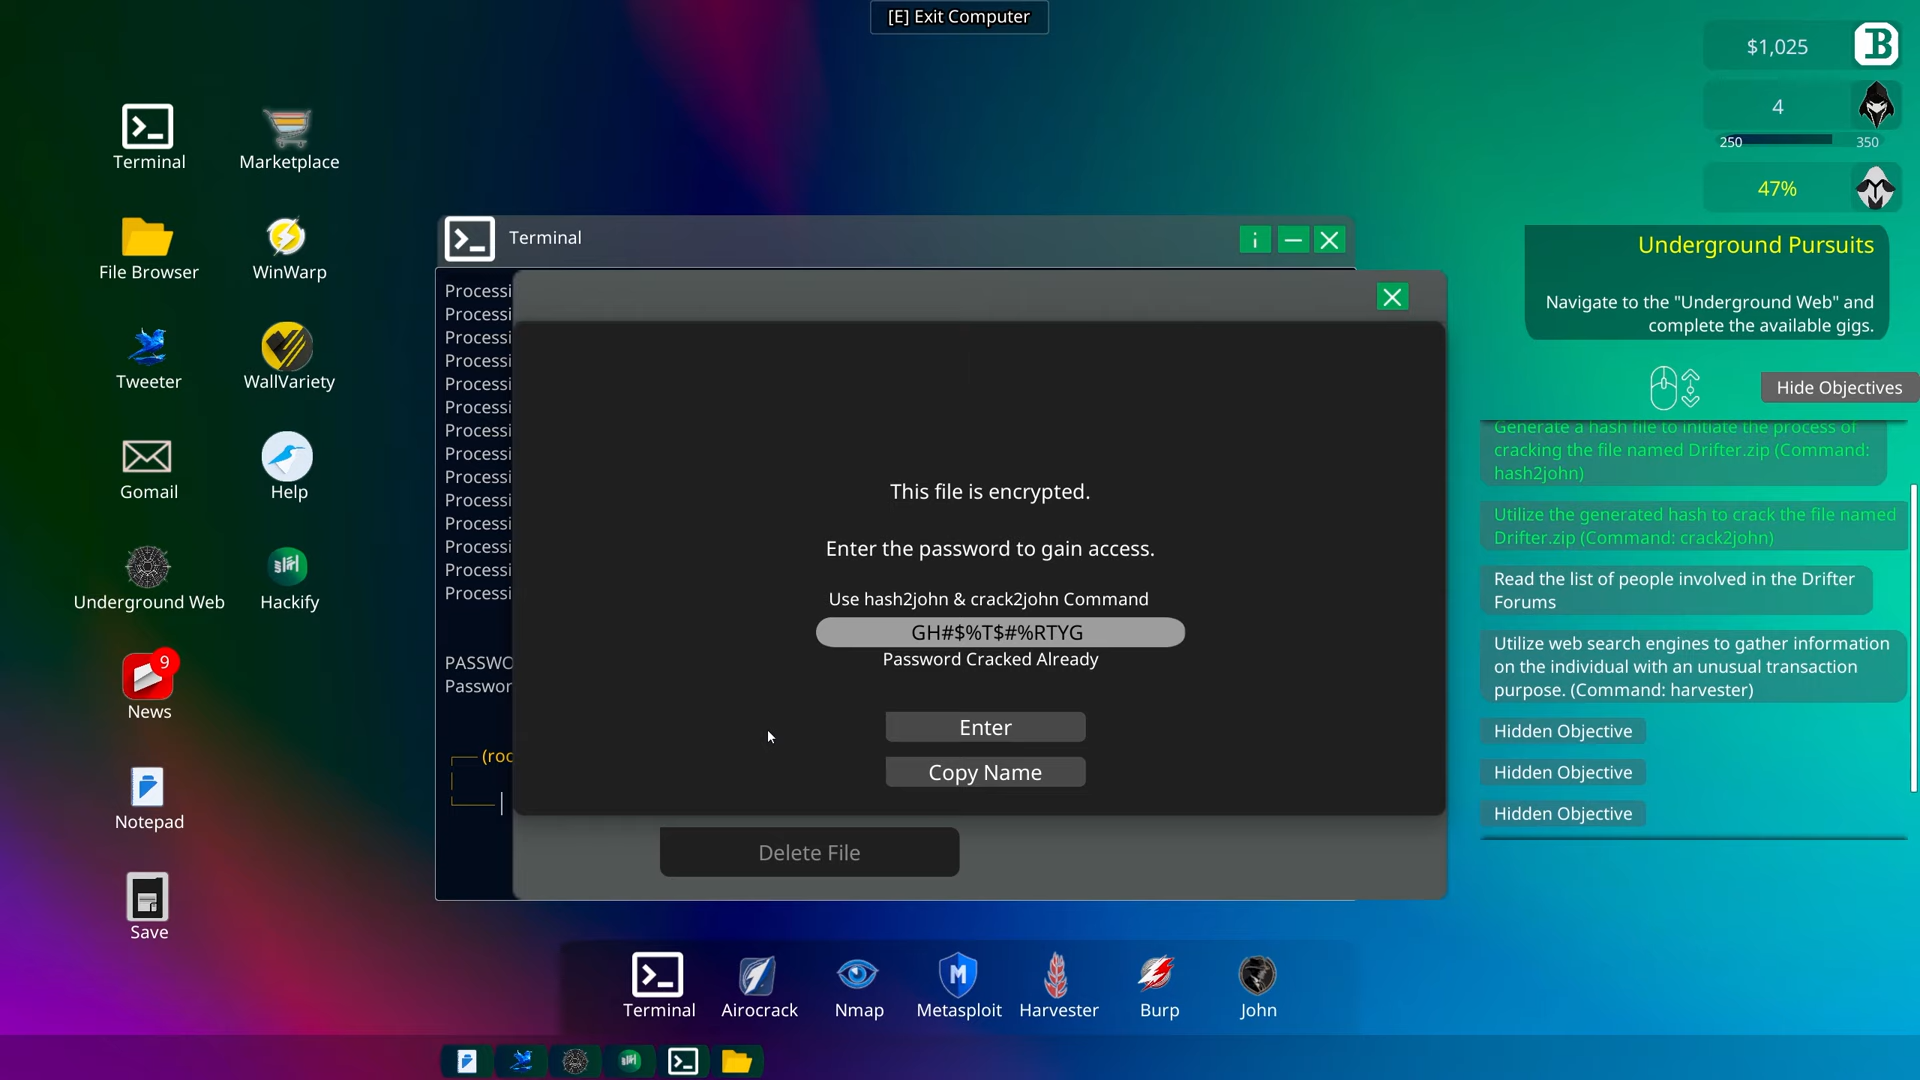 [E] Exit Computer
$1,025
B
4
250
350
47%
Underground Pursuits
Navigate to the "Underground Web" and
complete the available gigs.
Hide Objectives
Generate a hash file to initiate the process of
cracking the file named Drifter.zip (Command:
hash2john)
Utilize the generated hash to crack the file named
Drifter.zip (Command: crack2john)
Read the list of people involved in the Drifter
Forums
Utilize web search engines to gather information
on the individual with an unusual transaction
purpose. (Command: harvester)
Hidden Objective
Hidden Objective
Hidden Objective
Terminal
Marketplace
File Browser
WinWarp
Tweeter
WallVariety
Gomail
Help
Underground Web
Hackify
9
News
Notepad
Save
Terminal
i
Processi
Processi
Processi
Processi
Processi
Processi
Processi
Processi
Processi
Processi
Processi
Processi
Processi
Processi
PASSWO
Passwor
(roo
This file is encrypted.
Enter the password to gain access.
Use hash2john & crack2john Command
GH#$%T$#%RTYG
Password Cracked Already
Enter
Copy Name
Delete File
Terminal
Airocrack
Nmap
M
Metasploit
Harvester
Burp
John